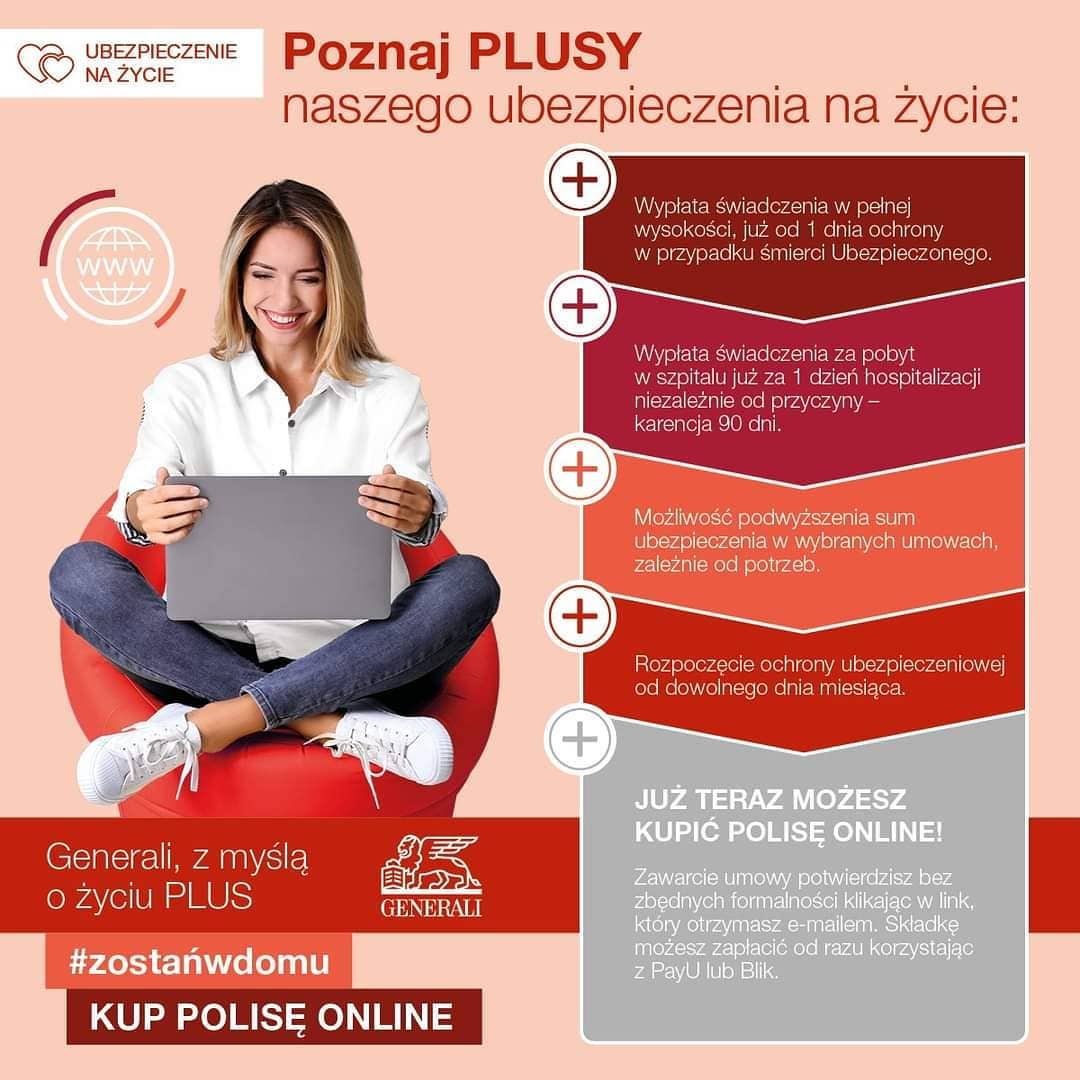 UBEZPIECZENIE
NA ŻYCIE
Poznaj PLUSY
naszego ubezpieczenia na życie:
WWW
Wypłata świadczenia w pełnej
wysokości, już od 1 dnia ochrony
w przypadku śmierci Ubezpieczonego.
Wypłata świadczenia za pobyt
w szpitalu już za 1 dzień hospitalizacji
niezależnie od przyczyny –
karencja 90 dni.
Możliwość podwyższenia sum
ubezpieczenia w wybranych umowach,
zależnie od potrzeb.
Rozpoczęcie ochrony ubezpieczeniowej
od dowolnego dnia miesiąca.
JUŻ TERAZ MOŻESZ
KUPIĆ POLISĘ ONLINE!
Zawarcie umowy potwierdzisz bez
zbędnych formalności klikając w link,
który otrzymasz e-mailem. Składkę
możesz zapłacić od razu korzystając
z PayU lub Blik.
Generali, z myślą
o życiu PLUS
GENERALI
#zostańwdomu
KUP POLISĘ ONLINE